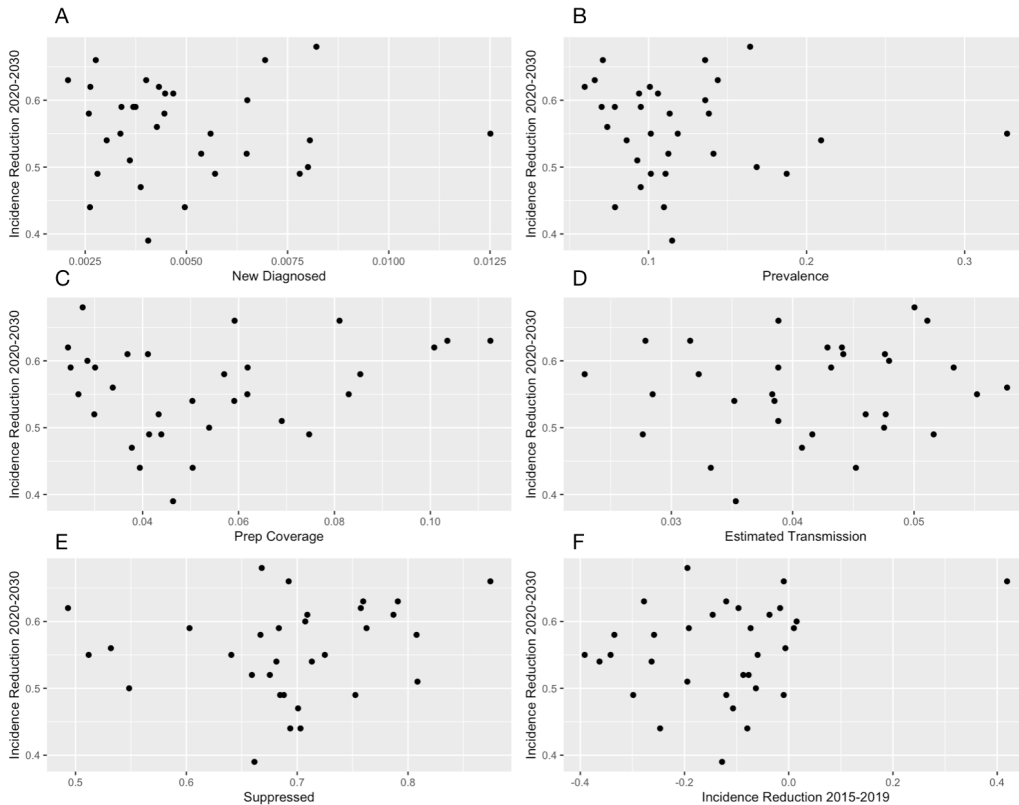 A
B
Incidence Reduction 2020-2030
0.6
0.5
0.4
0.0025 0.0050 0.0075 0.0100 0.0125
New Diagnosed
Incidence Reduction 2020-2030
0.6
0.5
0.4
0.1 0.2 0.3
Prevalence
C
D
Incidence Reduction 2020-2030
0.6
0.5
0.4
0.04 0.06 0.08 0.10
Prep Coverage
Incidence Reduction 2020-2030
0.6
0.5
0.4
0.03 0.04 0.05
Estimated Transmission
E
F
Incidence Reduction 2020-2030
0.6
0.5
0.4
0.5 0.6 0.7 0.8
Suppressed
Incidence Reduction 2020-2030
0.6
0.5
0.4
-0.4 -0.2 0.0 0.2 0.4
Incidence Reduction 2015-2019